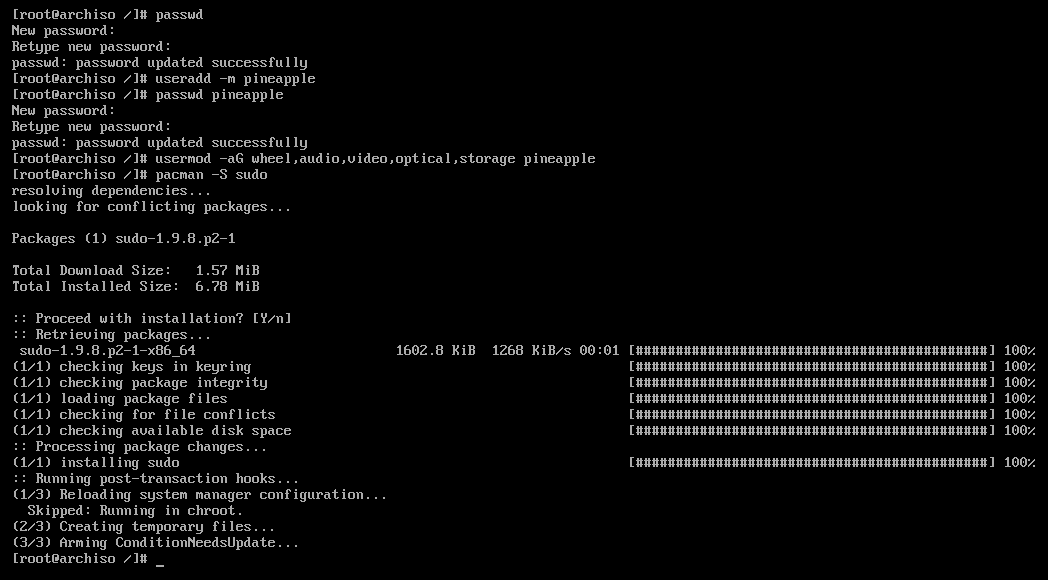 [root@archiso /]# passwd
New password:
Retype new password:
passwd: password updated successfully
[root@archiso /]# useradd -m pineapple
[root@archiso /]# passwd pineapple
New password:
Retype new password:
passwd: password updated successfully
[root@archiso /]# usermod -aG wheel,audio,video,optical,storage pineapple
[root@archiso /]# pacman -S sudo
resolving dependencies...
looking for conflicting packages...

Packages (1) sudo-1.9.8.p2-1

Total Download Size:   1.57 MiB
Total Installed Size:  6.78 MiB

:: Proceed with installation? [Y/n]
:: Retrieving packages...
 sudo-1.9.8.p2-1-x86_64                         1602.8 KiB  1268 KiB/s 00:01 [############################################] 100%
(1/1) checking keys in keyring                                               [############################################] 100%
(1/1) checking package integrity                                             [############################################] 100%
(1/1) loading package files                                                  [############################################] 100%
(1/1) checking for file conflicts                                            [############################################] 100%
(1/1) checking available disk space                                          [############################################] 100%
:: Processing package changes...
(1/1) installing sudo                                                        [############################################] 100%
:: Running post-transaction hooks...
(1/3) Reloading system manager configuration...
  Skipped: Running in chroot.
(2/3) Creating temporary files...
(3/3) Arming ConditionNeedsUpdate...
[root@archiso /]# _